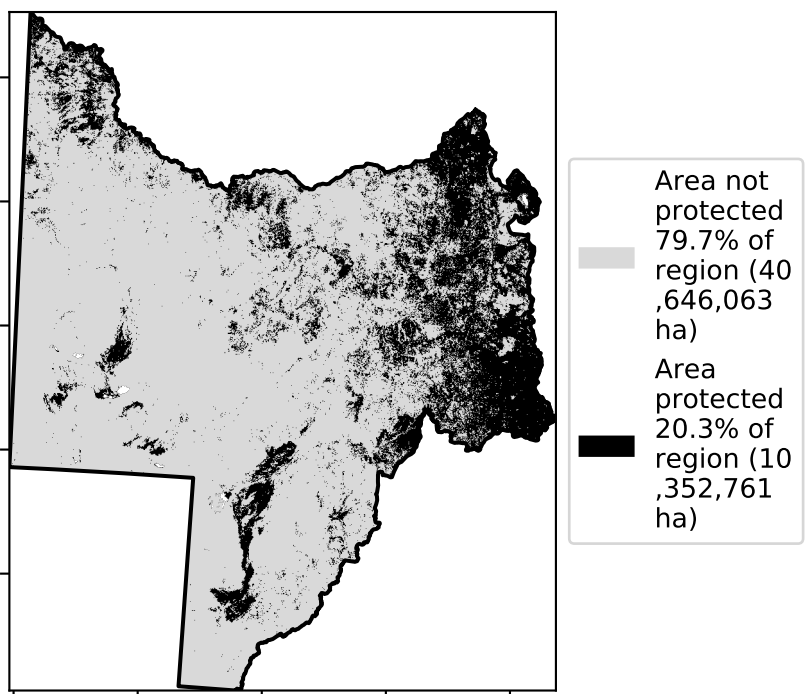 Area not
protected
79.7% of
region (40
,646,063
ha)
Area
protected
20.3% of
region (10
,352,761
ha)